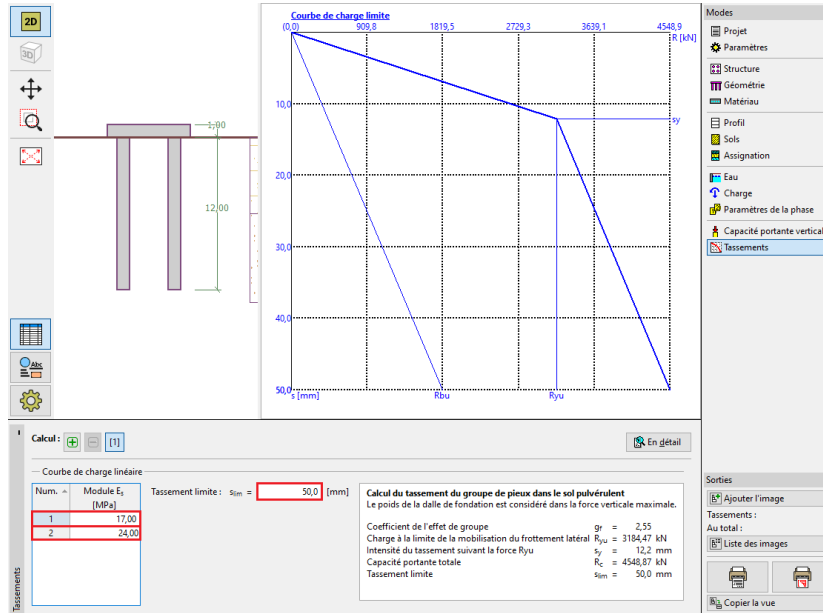 2D
3D
1,00
12,00
Abc
Courbe de charge limite
(0,0) 909,8 1819,5 2729,3 3639,1 4548,9
R [kN]
10,0
sy
20,0
30,0
40,0
50,0
s [mm] Rbu Ryu
Modes
Projet
Paramètres
Structure
Géométrie
Matériau
Profil
Sols
Assignation
Eau
Charge
Paramètres de la phase
Capacité portante vertical
Tassements
Tassements
Calcul : [1]
En détail
Courbe de charge linéaire
Num. Module Es
[MPa]
1 17,00
2 24,00
Tassement limite : slim = 50,0 [mm]
Calcul du tassement du groupe de pieux dans le sol pulvérulent
Le poids de la dalle de fondation est considéré dans la force verticale maximale.
Coefficient de l'effet de groupe gf = 2,55
Charge à la limite de la mobilisation du frottement latéral Ryu = 3184,47 kN
Intensité du tassement suivant la force Ryu sy = 12,2 mm
Capacité portante totale Rc = 4548,87 kN
Tassement limite slim = 50,0 mm
Sorties
Ajouter l'image
Tassements :
Au total :
Liste des images
Copier la vue